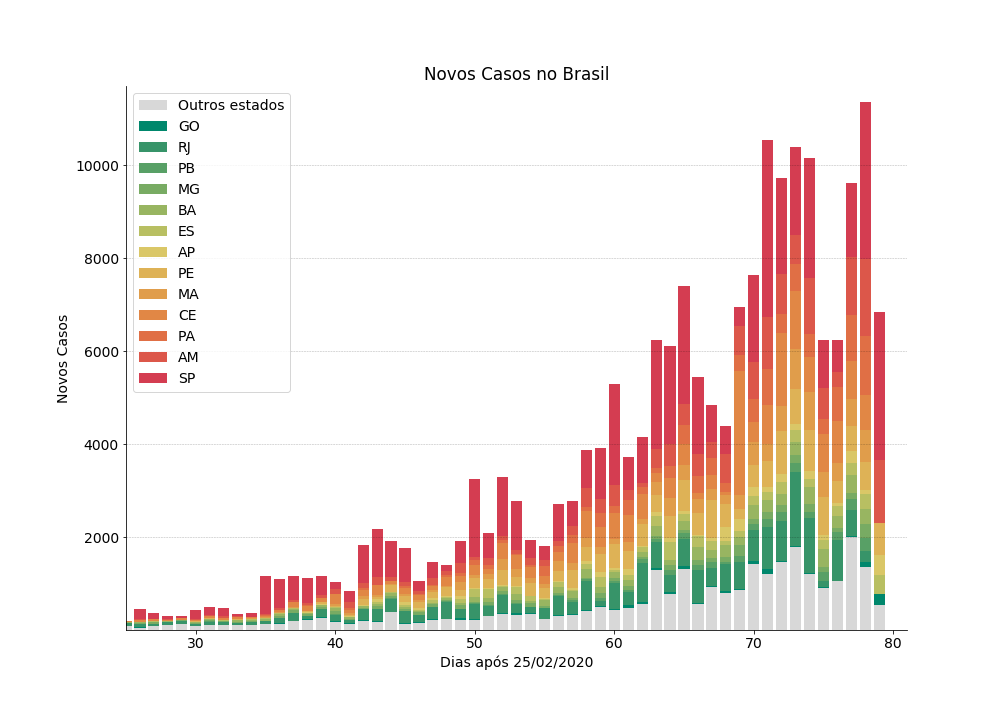 Novos Casos no Brasil
Outros estados
GO
RJ
PB
MG
BA
ES
AP
PE
MA
CE
PA
AM
SP
10000
8000
6000
4000
2000
Novos Casos
30 40 50 60 70 80
Dias após 25/02/2020